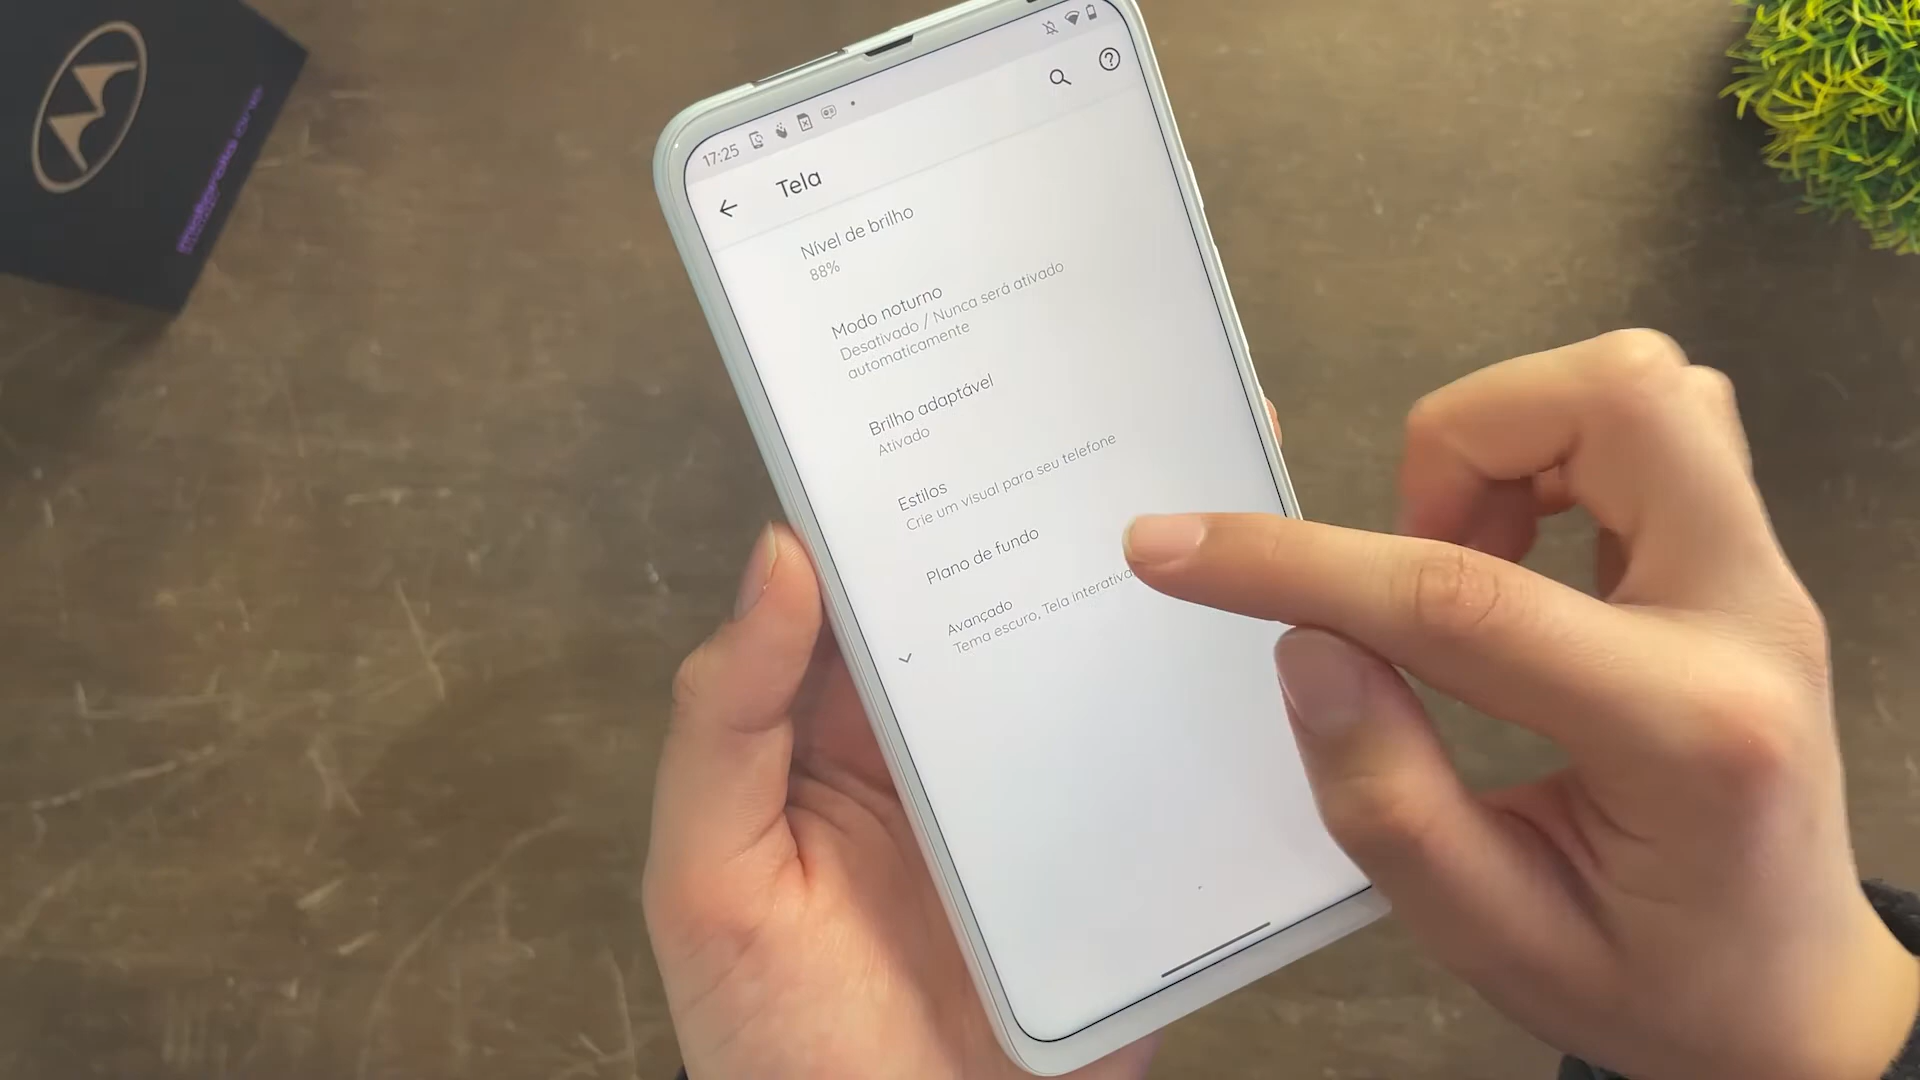 17:25
Tela
Nível de brilho
88%
Modo noturno
Desativado / Nunca será ativado
automaticamente
Brilho adaptável
Ativado
Estilos
Crie um visual para seu telefone
Plano de fundo
Avançado
Tema escuro, Tela interativa